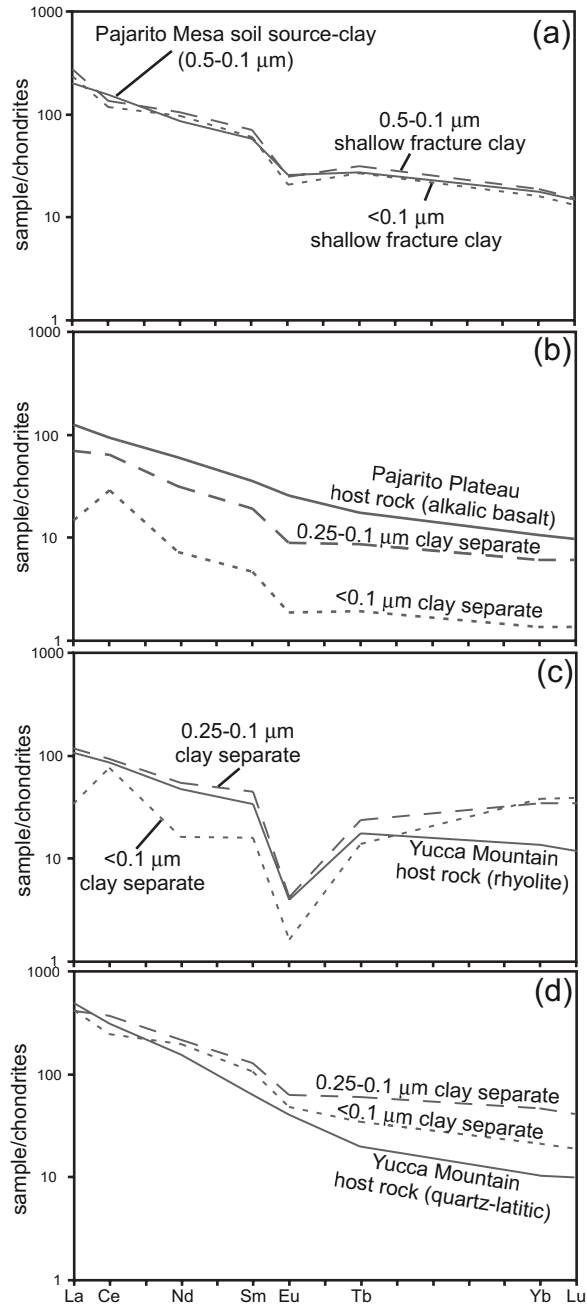 (a)
Pajarito Mesa soil source-clay
(0.5-0.1 μm)
0.5-0.1 μm
shallow fracture clay
<0.1 μm
shallow fracture clay
sample/chondrites
1000
100
10
1
(b)
Pajarito Plateau
host rock (alkalic basalt)
0.25-0.1 μm clay separate
<0.1 μm clay separate
sample/chondrites
1000
100
10
1
(c)
0.25-0.1 μm
clay separate
<0.1 μm
clay separate
Yucca Mountain
host rock (rhyolite)
sample/chondrites
1000
100
10
1
(d)
0.25-0.1 μm clay separate
<0.1 μm clay separate
Yucca Mountain
host rock (quartz-latitic)
sample/chondrites
1000
100
10
1
La Ce Nd Sm Eu Tb Yb Lu